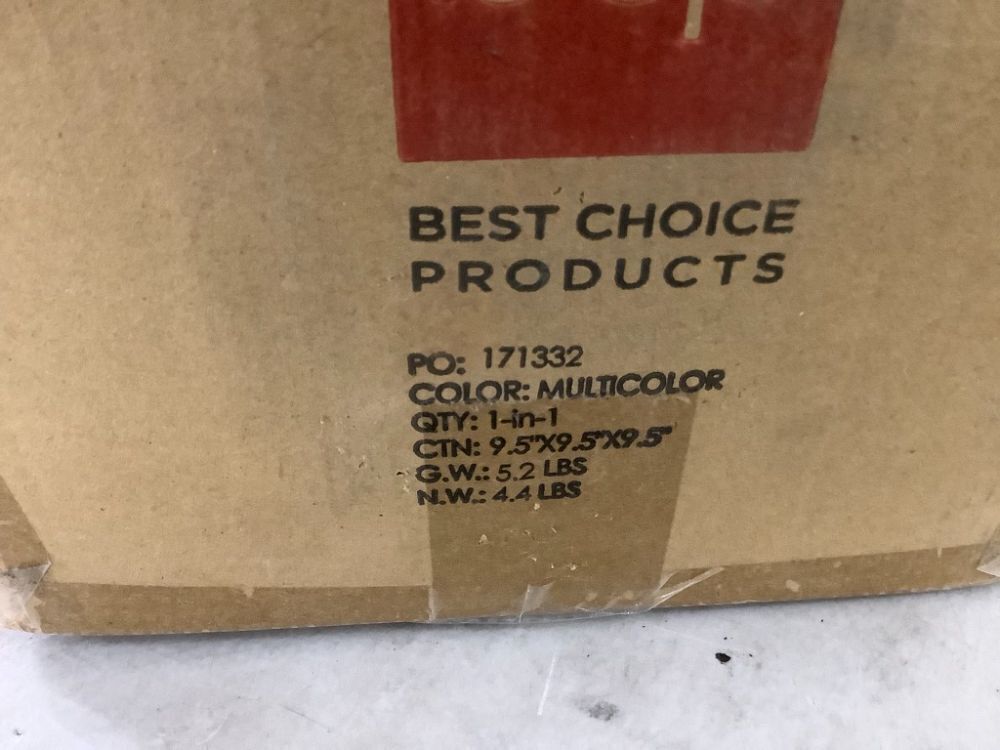 BEST CHOICE
PRODUCTS
PO: 171332
COLOR: MULTICOLOR
QTY: 1-in-1
CTN: 9.5"X9.5"X9.5"
G.W.: 5.2 LBS
N.W.: 4.4 LBS